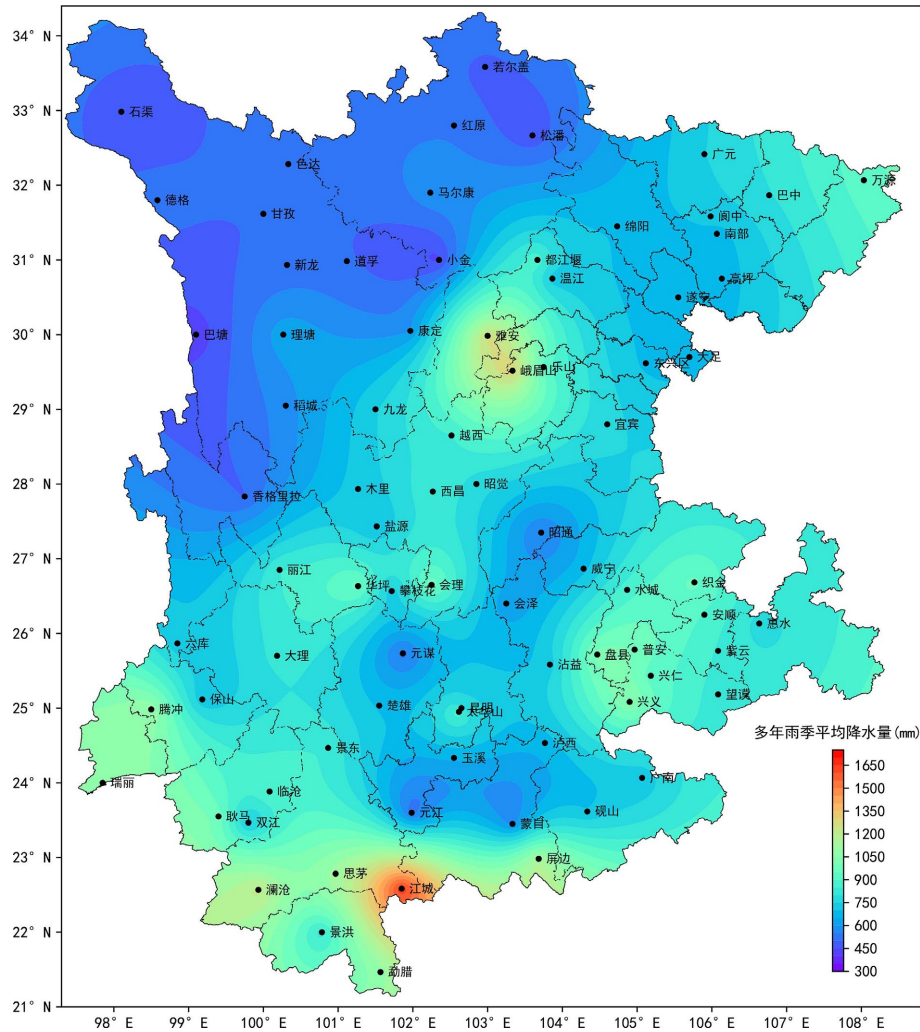 34° N
若尔盖
33° N
石渠
红原
松潘
广元
色达
32° N
万源
马尔康
巴中
德格
甘孜
阆中
绵阳
南部
31° N
新龙
道孚
小金
都江堰
温江
高坪
遂宁
30° N
巴塘
理塘
康定
雅安
大足
东兴区
乐山
峨眉山
稻城
九龙
29° N
宜宾
越西
28° N
香格里拉
木里
西昌
昭觉
盐源
昭通
27° N
丽江
威宁
华坪
攀枝花
会理
水城
织金
会泽
安顺
惠水
26° N
六库
大理
元谋
盘县
普安
紫云
沾益
兴仁
望谟
25° N
保山
腾冲
楚雄
昆明
太华山
兴义
多年雨季平均降水量(mm)
景东
玉溪
泸西
24° N
瑞丽
临沧
广南
耿马
双江
元江
蒙自
砚山
23° N
屏边
思茅
澜沧
江城
22° N
景洪
勐腊
21° N
1650
1500
1350
1200
1050
900
750
600
450
300
98° E
99° E
100° E
101° E
102° E
103° E
104° E
105° E
106° E
107° E
108° E